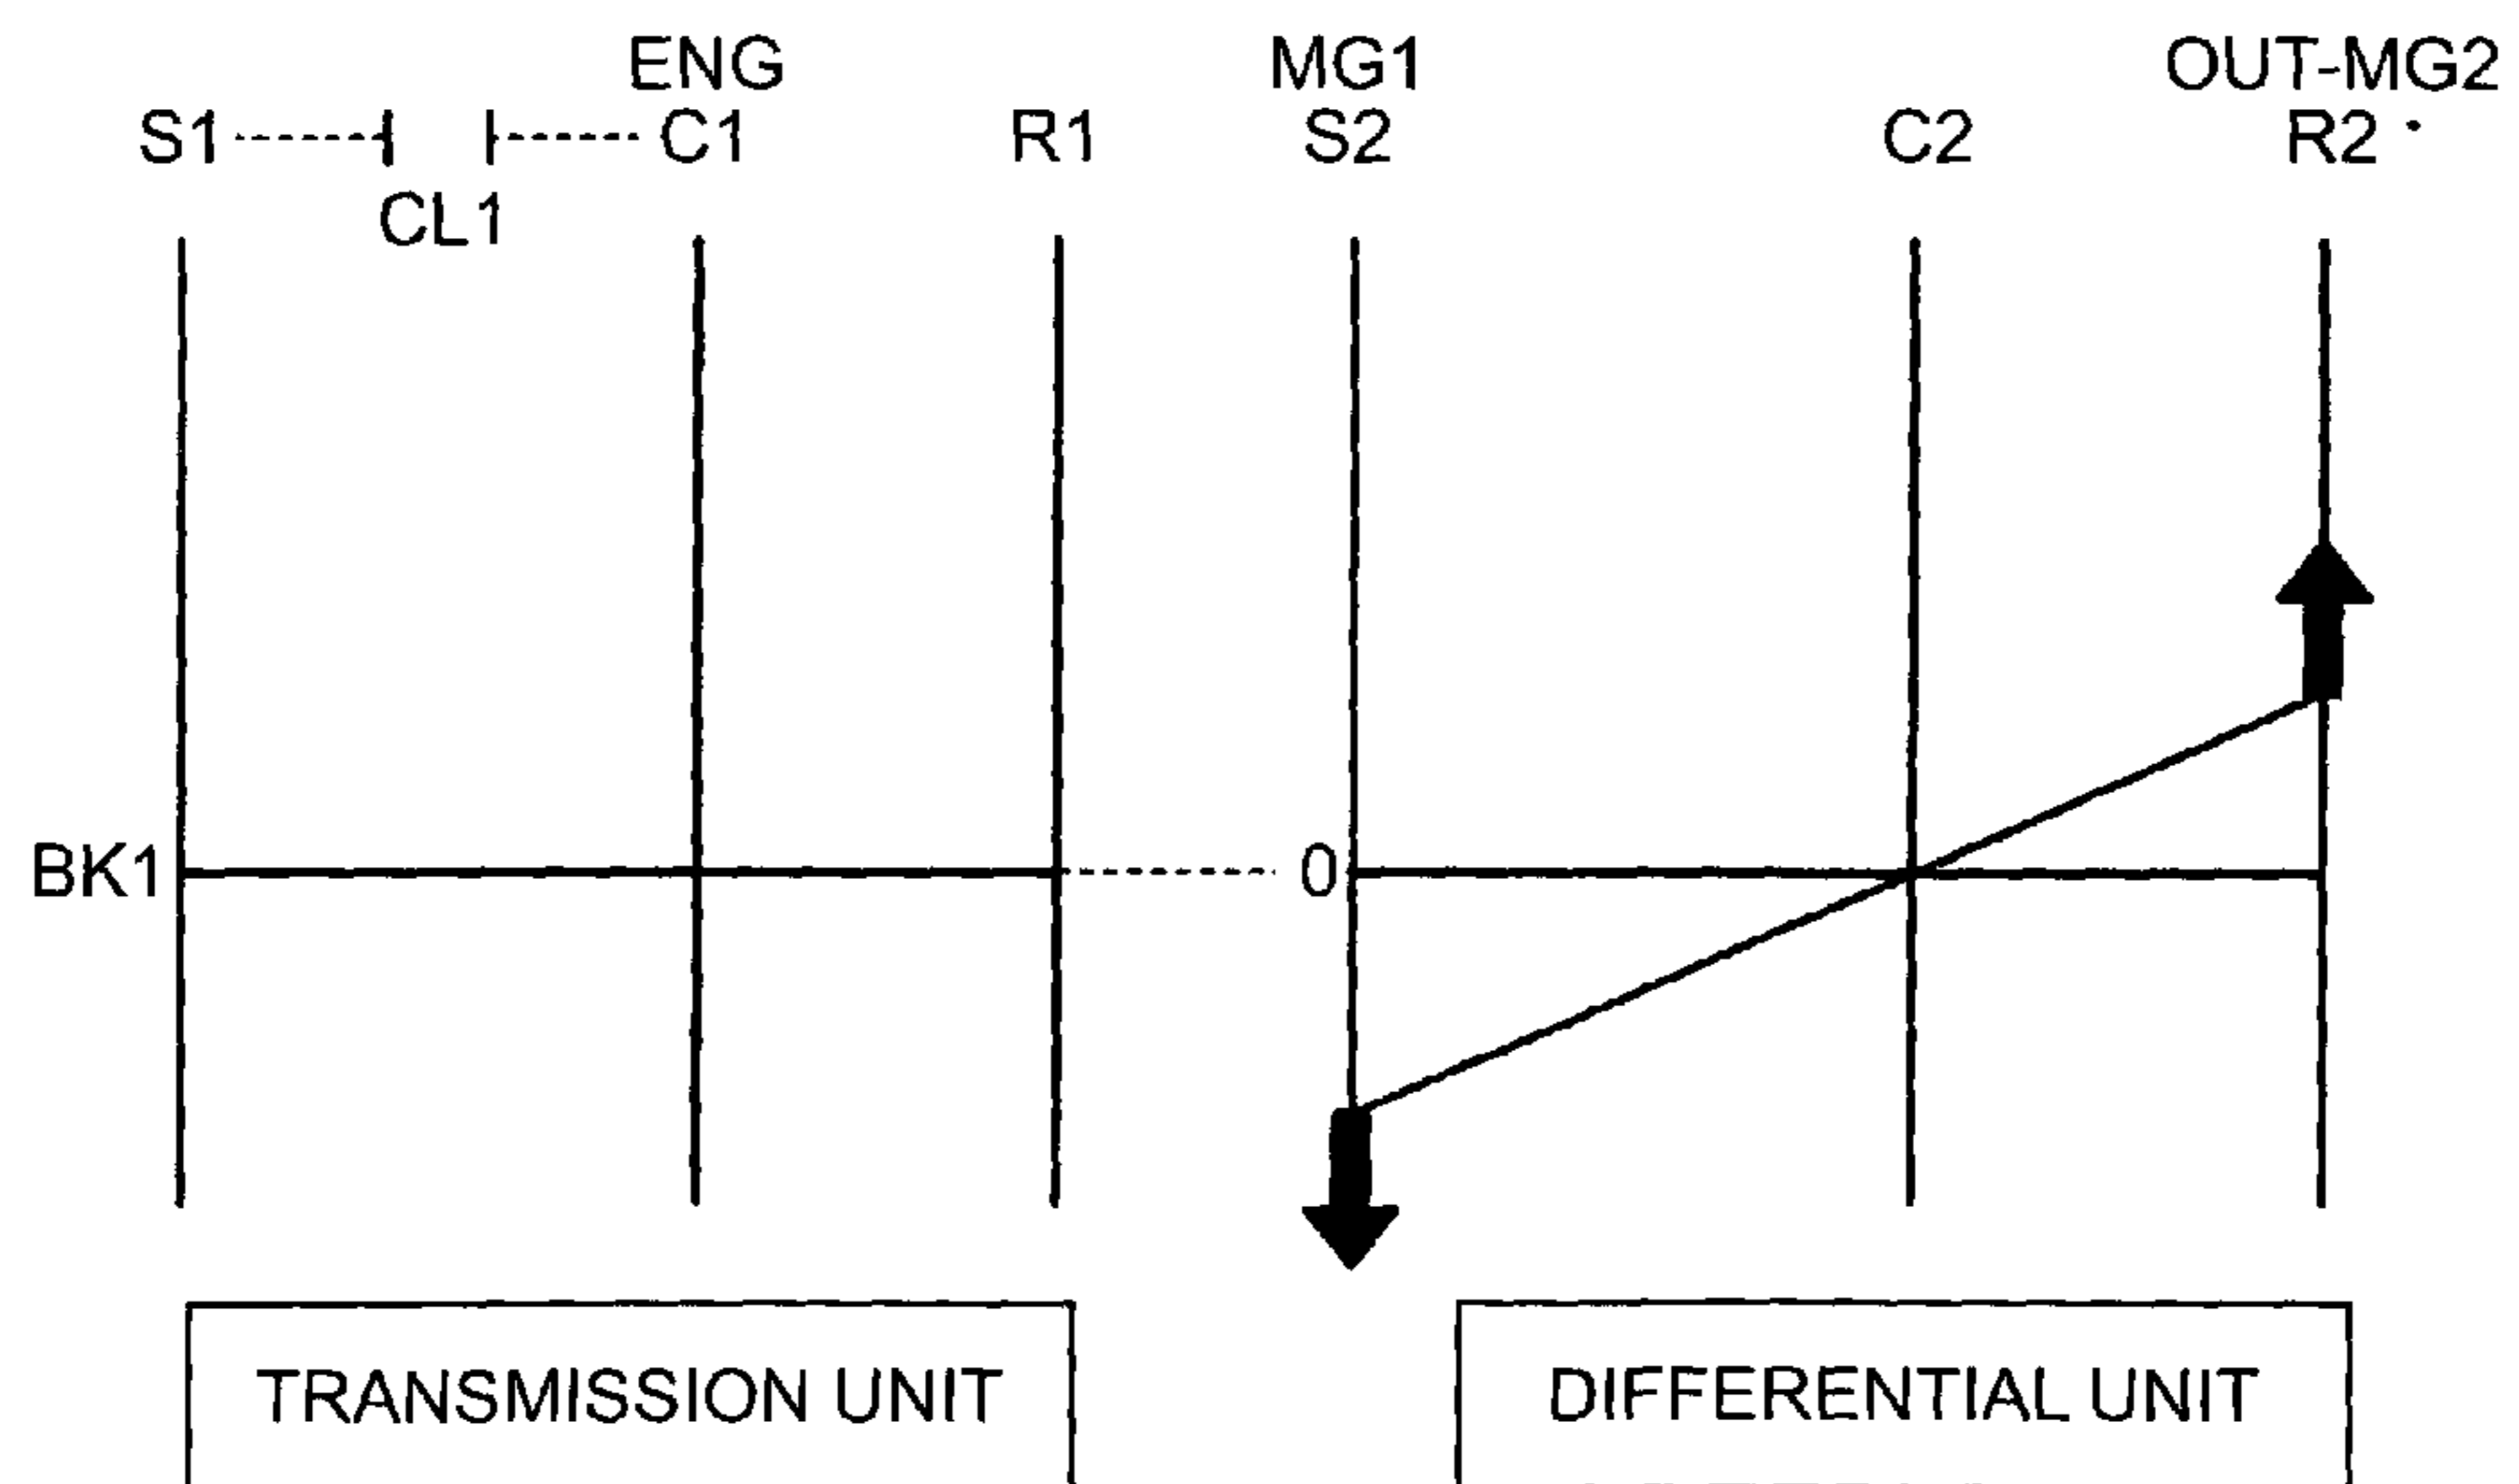 ENG MG1 OUT-MG2
S1 C1 R1 S2 C2 R2
CL1
BK1 0
TRANSMISSION UNIT DIFFERENTIAL UNIT